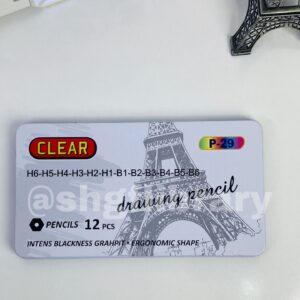 CLEAR
P-29
H6-H5-H4-H3-H2-H1-B1-B2-B3-B4-B5-B6
drawing pencil
PENCILS 12 PCS
INTENS BLACKNESS GRAHPIT • ERGONOMIC SHAPE